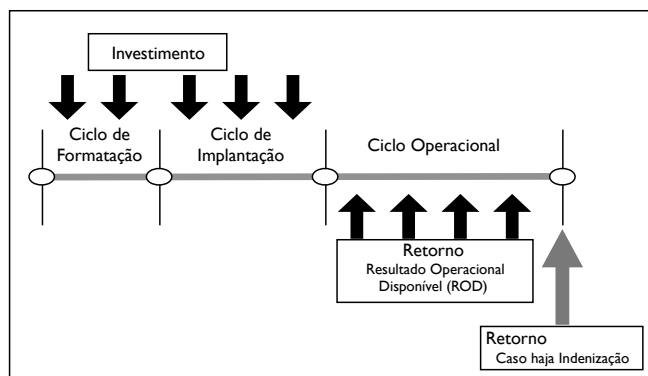 Investimento
Ciclo de
Formatação
Ciclo de
Implantação
Ciclo Operacional
Retorno
Resultado Operacional
Disponível (ROD)
Retorno
Caso haja Indenização